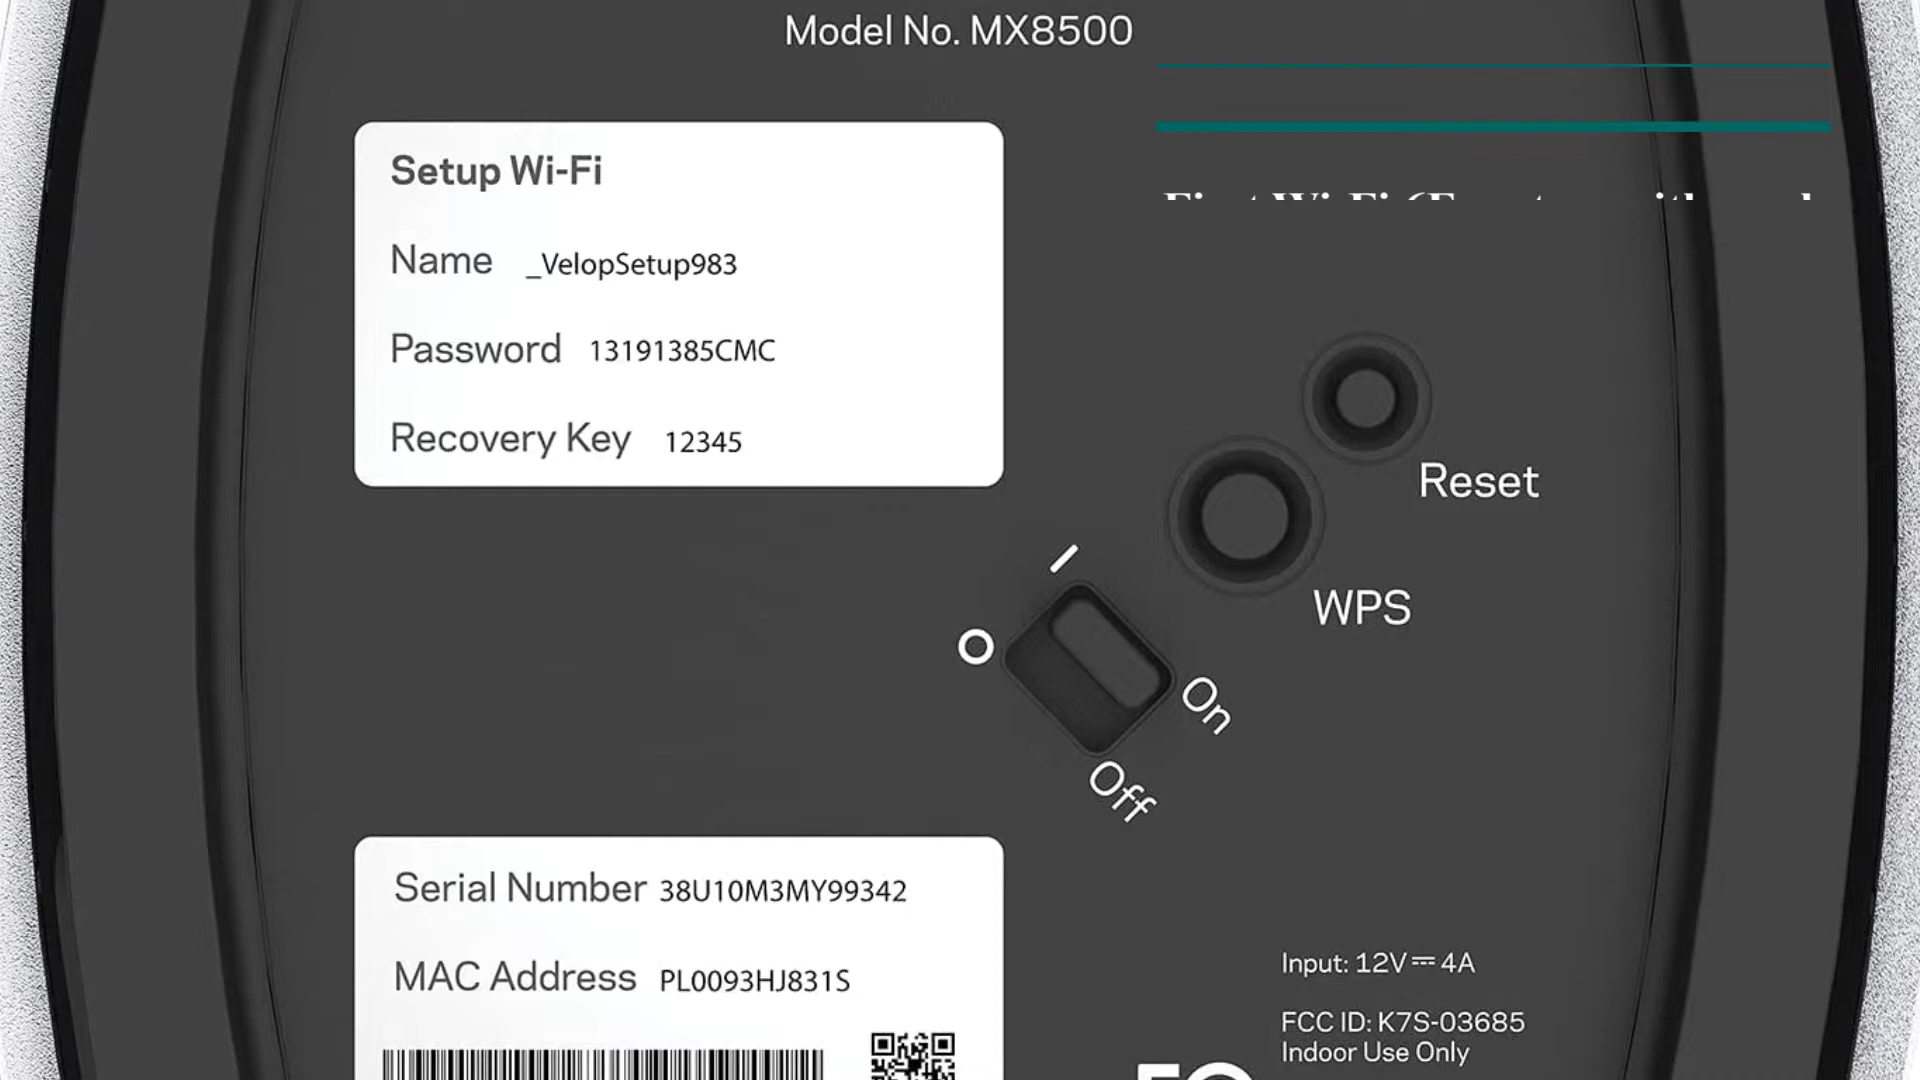 Model No. MX8500
Setup Wi-Fi
Name _VelopSetup983
Password 13191385CMC
Recovery Key 12345
Reset
WPS
O
On
Off
Serial Number 38U10M3MY99342
MAC Address PL0093HJ831S
Input: 12V⎓4A
FCC ID: K7S-03685
Indoor Use Only